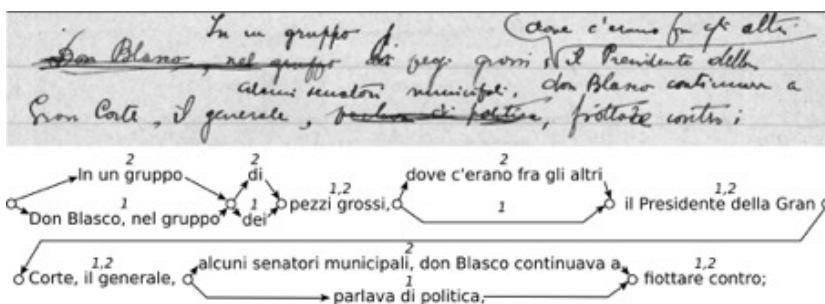 In un gruppo dove c'erano fra gli altri
Don Blasco, nel gruppo di pezzi grossi, il Presidente della
alcuni senatori municipali, don Blasco continuava a
Gran Corte, il generale, parlava di politica, fiottare contro;
2 2 2
In un gruppo di dove c'erano fra gli altri
1 1 1,2 1 1,2
Don Blasco, nel gruppo dei pezzi grossi, il Presidente della Gran
2
1,2 alcuni senatori municipali, don Blasco continuava a 1,2
Corte, il generale, 1 fiottare contro;
parlava di politica,